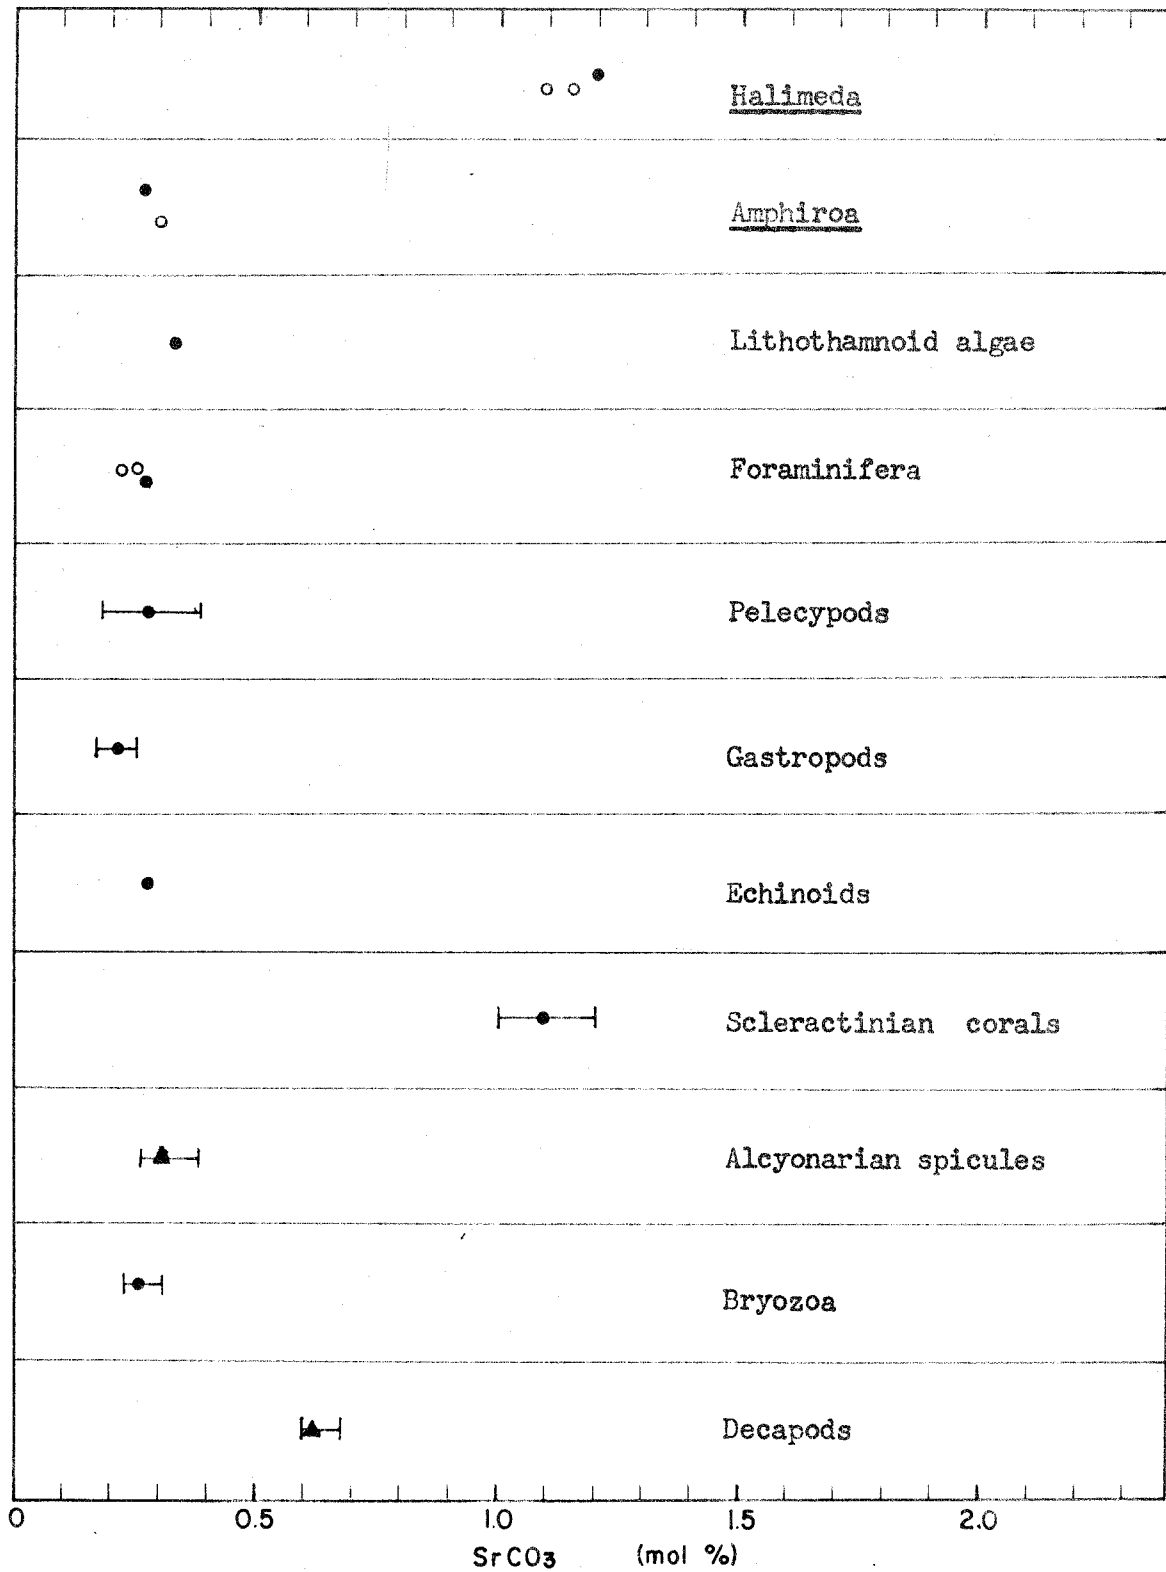 Halimeda
Amphiroa
Lithothamnoid algae
Foraminifera
Pelecypods
Gastropods
Echinoids
Scleractinian corals
Alcyonarian spicules
Bryozoa
Decapods
0 0.5 1.0 1.5 2.0
SrCO3 (mol %)